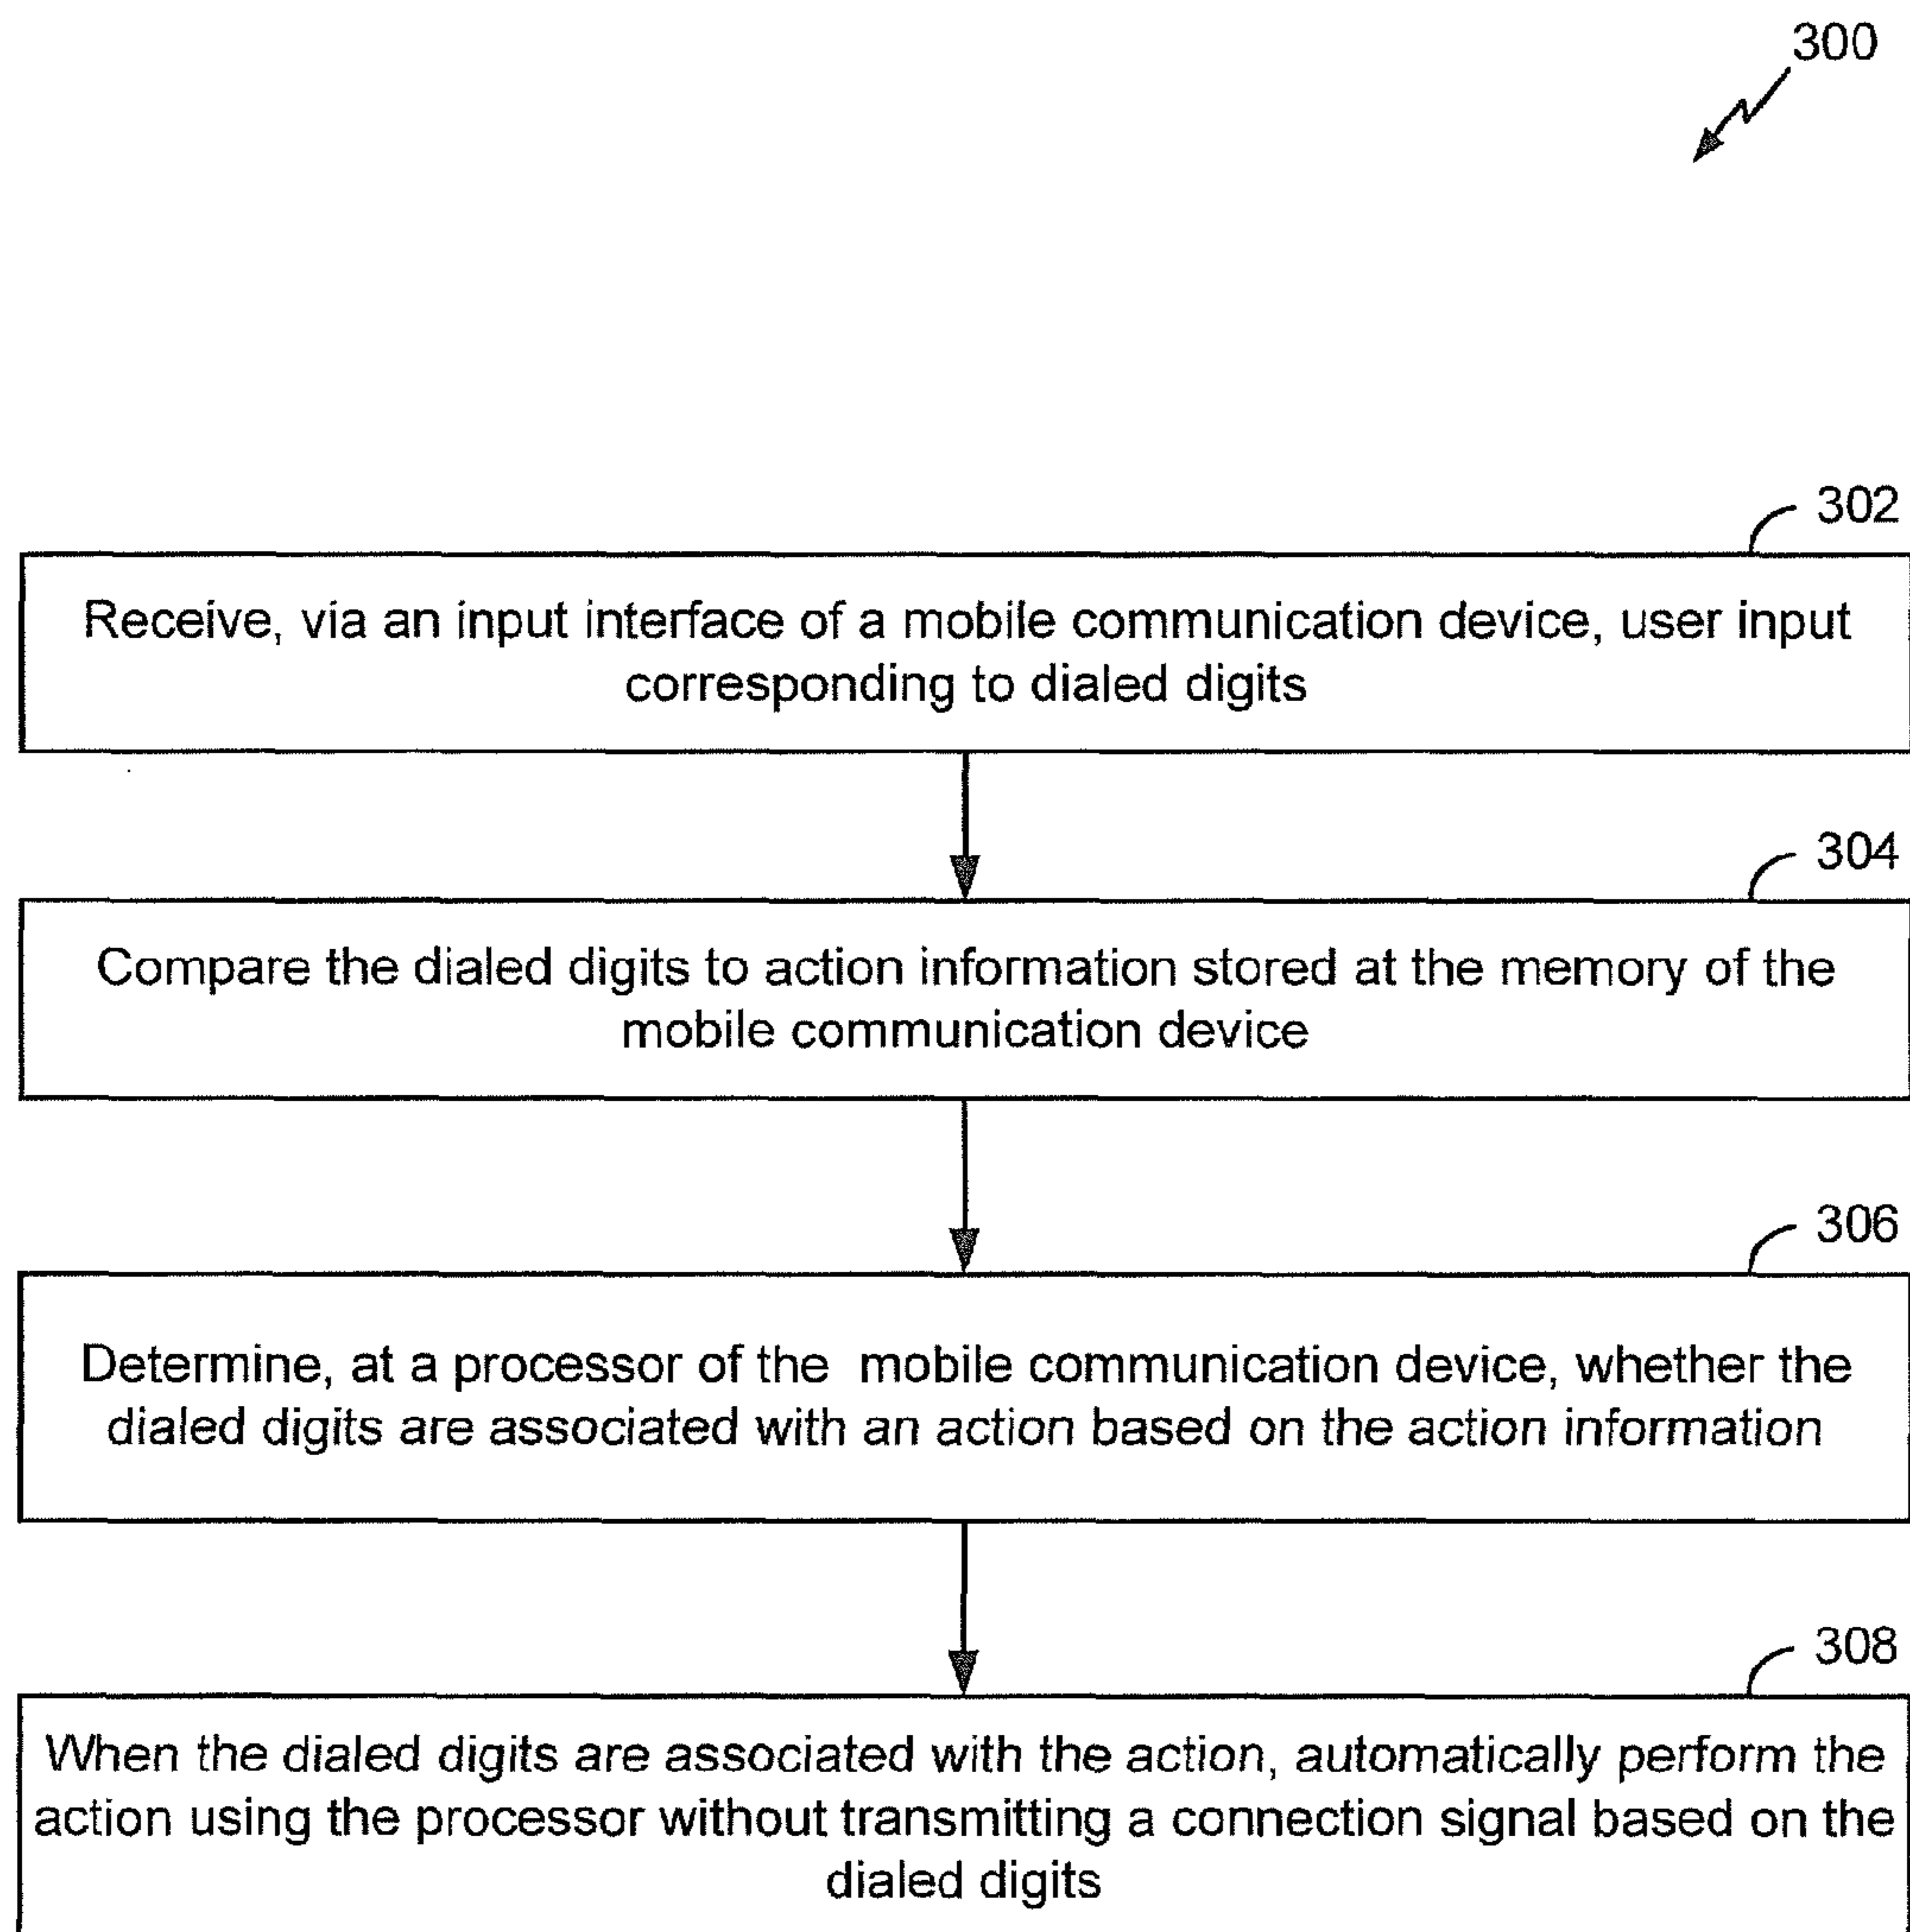 300
302
Receive, via an input interface of a mobile communication device, user input
corresponding to dialed digits
304
Compare the dialed digits to action information stored at the memory of the
mobile communication device
306
Determine, at a processor of the mobile communication device, whether the
dialed digits are associated with an action based on the action information
308
When the dialed digits are associated with the action, automatically perform the
action using the processor without transmitting a connection signal based on the
dialed digits